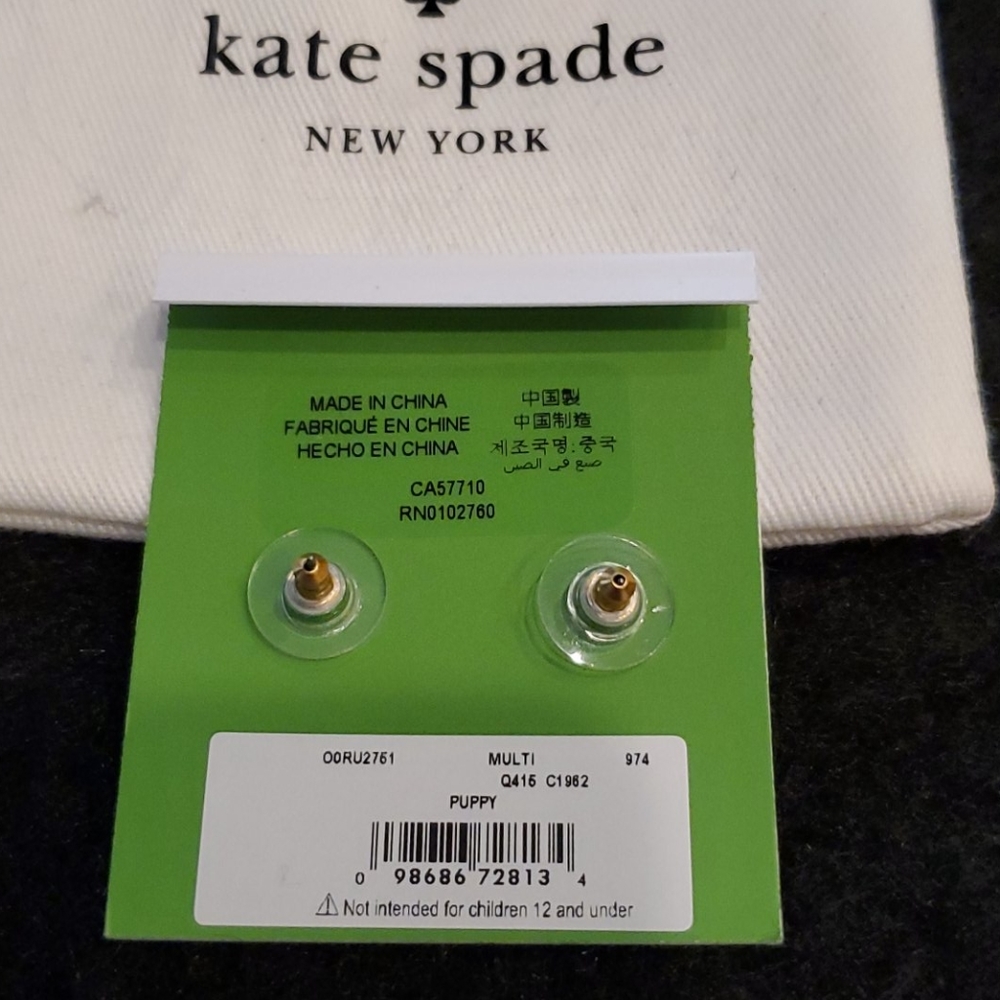 kate spade
NEW YORK
MADE IN CHINA
FABRIQUÉ EN CHINE
HECHO EN CHINA
中国製
中国制造
제조국명:중국
صنع في الصين
CA57710
RN0102760
O0RU2751 MULTI 974
Q415 C1962
PUPPY
0 98686 72813 4
⚠ Not intended for children 12 and under